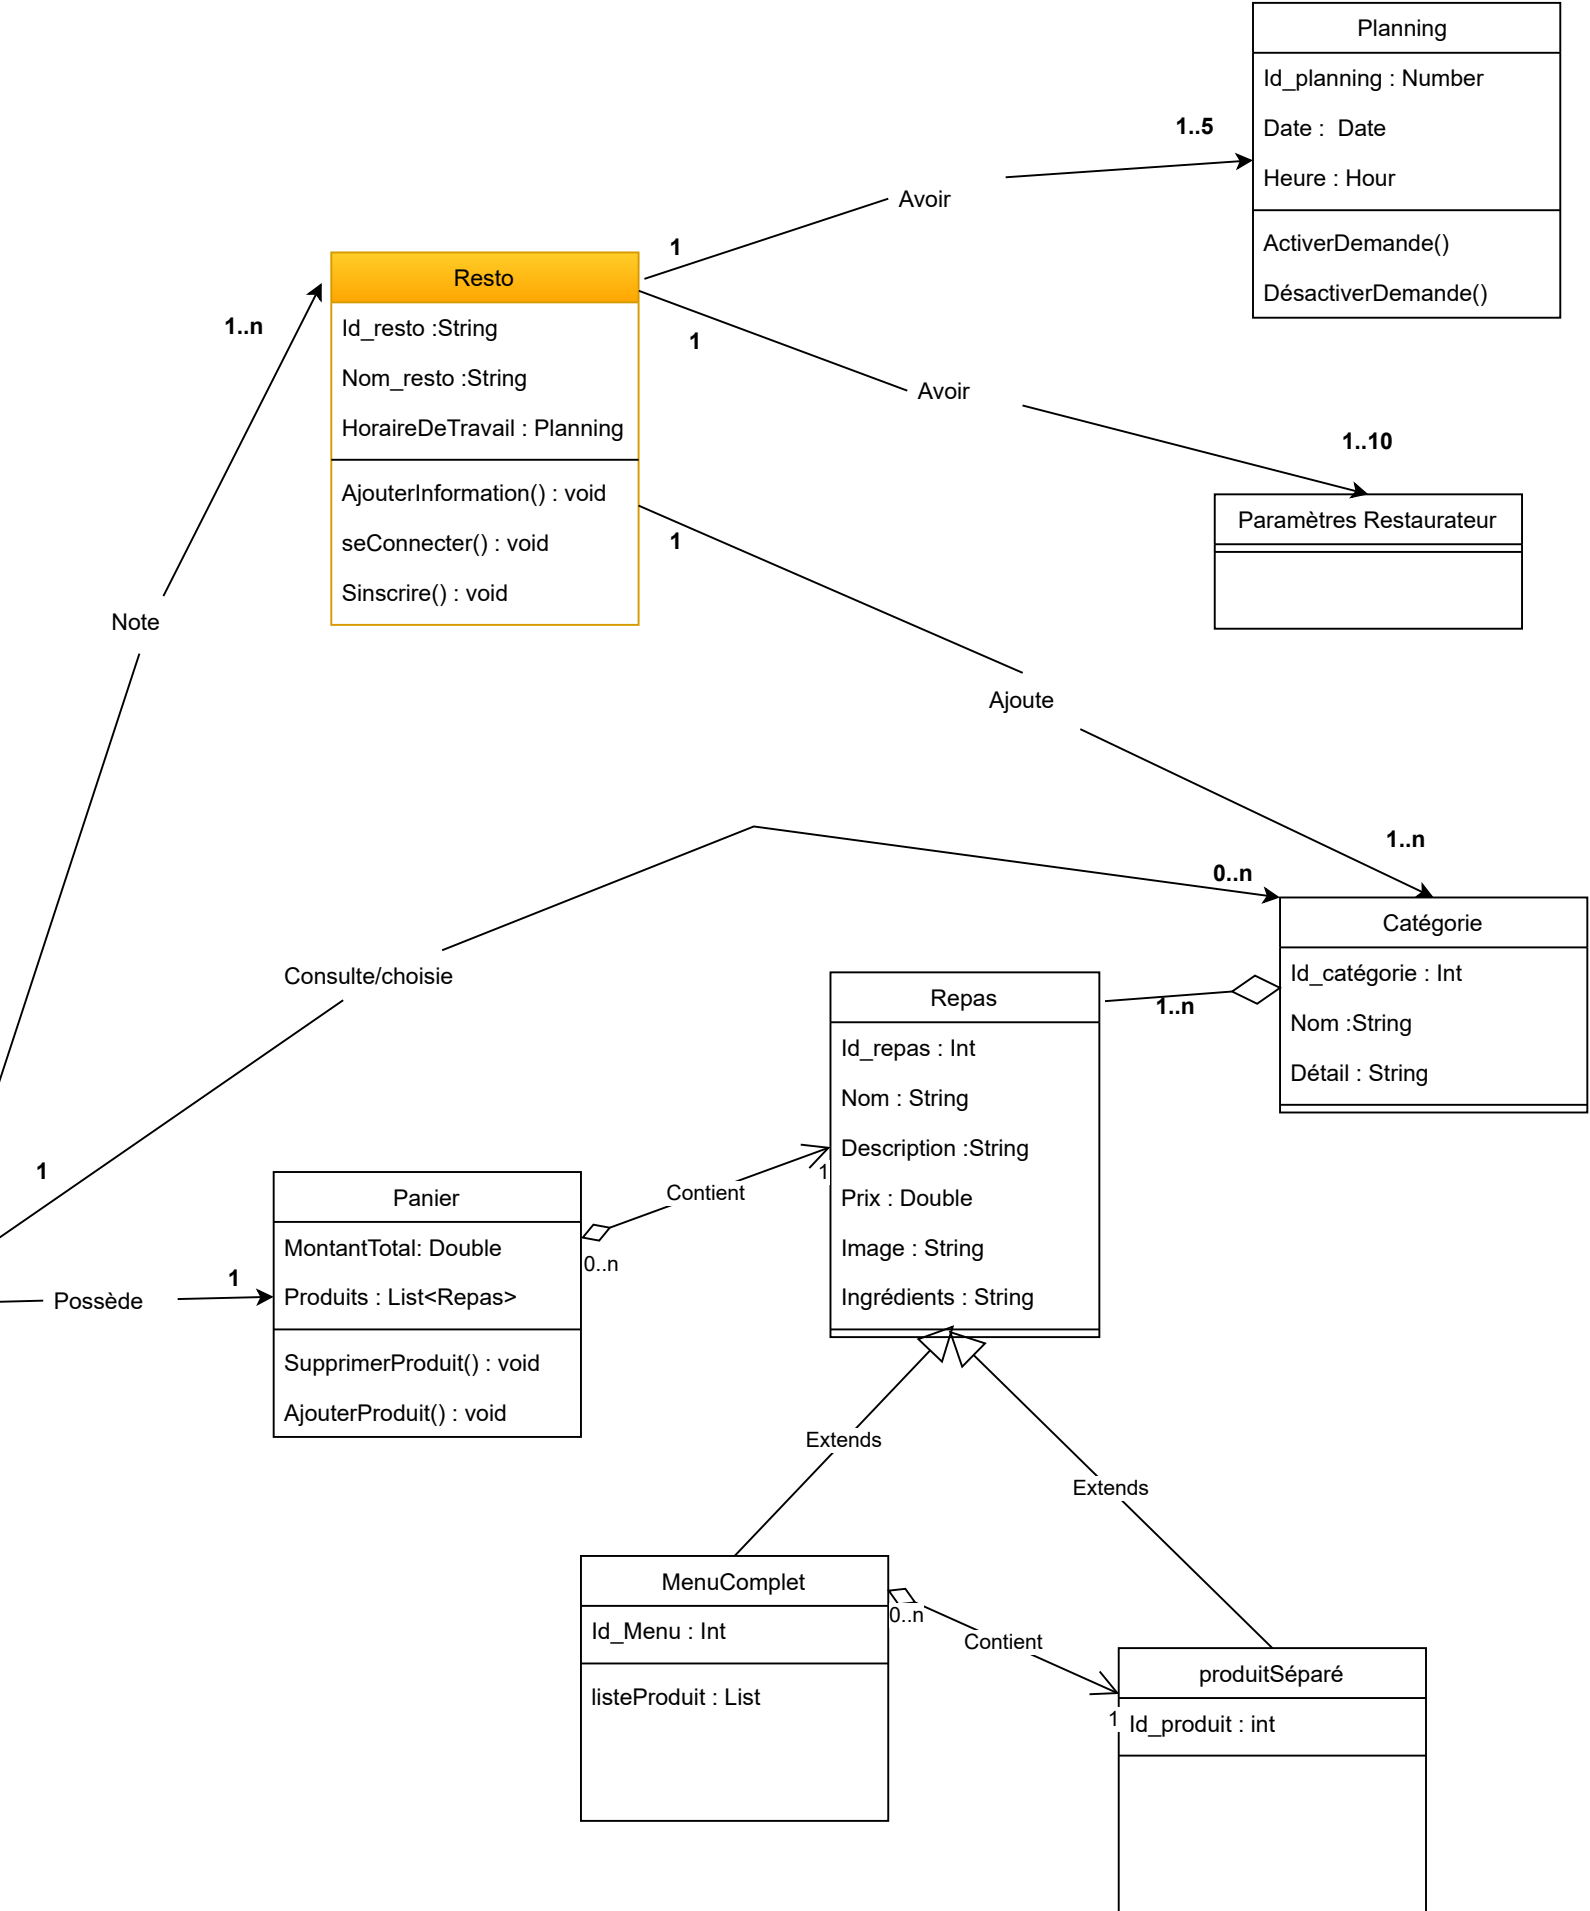 Planning
Id_planning : Number
Date :  Date
Heure : Hour
ActiverDemande()
DésactiverDemande()
1..5
Avoir
1
Resto
Id_resto :String
Nom_resto :String
HoraireDeTravail : Planning
AjouterInformation() : void
seConnecter() : void
Sinscrire() : void
1..n
1
Avoir
1..10
Paramètres Restaurateur
1
Note
Ajoute
1..n
0..n
Catégorie
Id_catégorie : Int
Nom :String
Détail : String
Consulte/choisie
1..n
Repas
Id_repas : Int
Nom : String
Description :String
Prix : Double
Image : String
Ingrédients : String
1
Contient
1
0..n
Panier
MontantTotal: Double
Produits : List<Repas>
SupprimerProduit() : void
AjouterProduit() : void
1
Possède
Extends
Extends
MenuComplet
Id_Menu : Int
listeProduit : List
0..n
Contient
1
produitSéparé
Id_produit : int